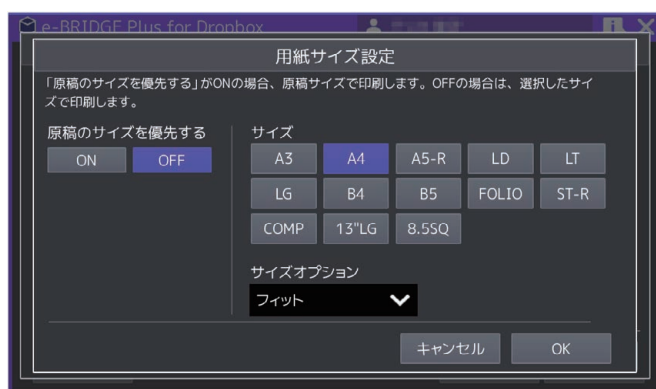 e-BRIDGE Plus for Dropbox
用紙サイズ設定
「原稿のサイズを優先する」がONの場合、原稿サイズで印刷します。OFFの場合は、選択したサイ
ズで印刷します。
原稿のサイズを優先する
ON OFF
サイズ
A3 A4 A5-R LD LT
LG B4 B5 FOLIO ST-R
COMP 13"LG 8.5SQ
サイズオプション
フィット
キャンセル OK